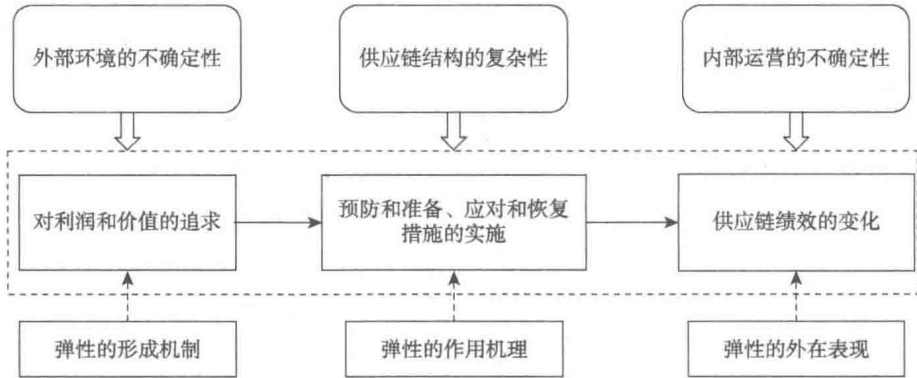 外部环境的不确定性
供应链结构的复杂性
内部运营的不确定性
对利润和价值的追求
预防和准备、应对和恢复
措施的实施
供应链绩效的变化
弹性的形成机制
弹性的作用机理
弹性的外在表现